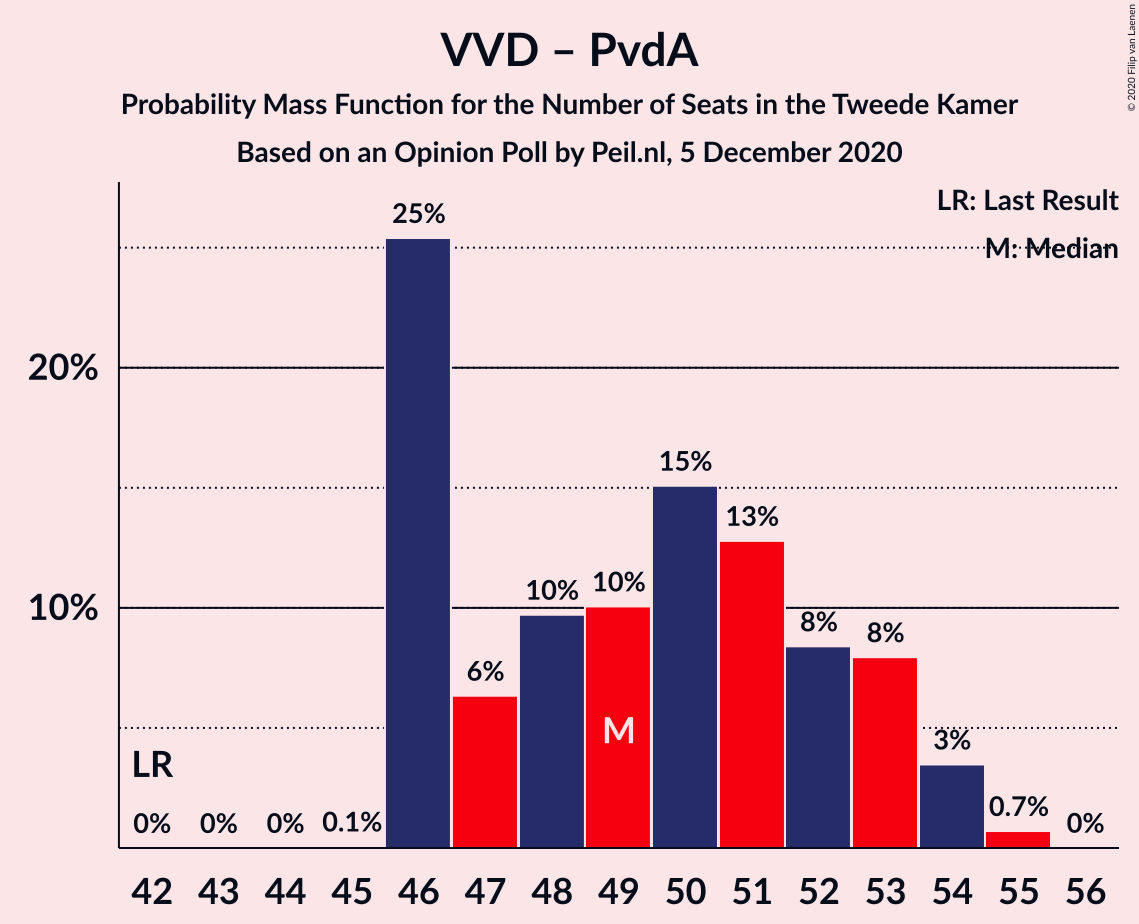 VVD – PvdA
Probability Mass Function for the Number of Seats in the Tweede Kamer
Based on an Opinion Poll by Peil.nl, 5 December 2020
© 2020 Filip van Laenen
LR: Last Result
M: Median
20%
10%
25%
6%
10%
10%
15%
13%
8%
8%
3%
0.7%
0%
LR
0%
0%
0%
0.1%
M
42 43 44 45 46 47 48 49 50 51 52 53 54 55 56